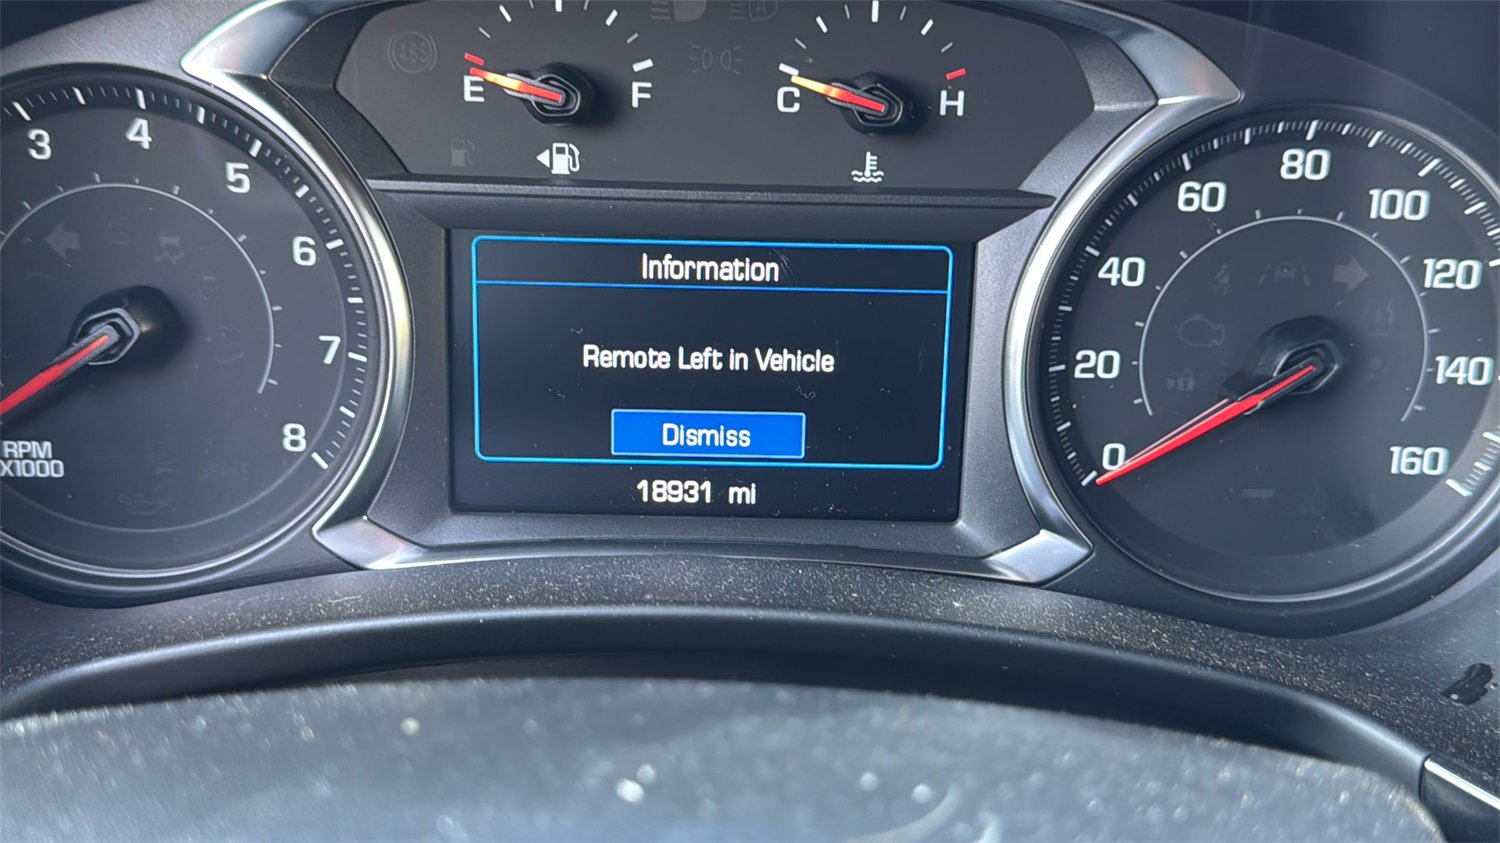 ABS
E
F
C
H
3
4
5
6
7
8
RPM
X1000
Information
Remote Left in Vehicle
Dismiss
18931 mi
0
20
40
60
80
100
120
140
160